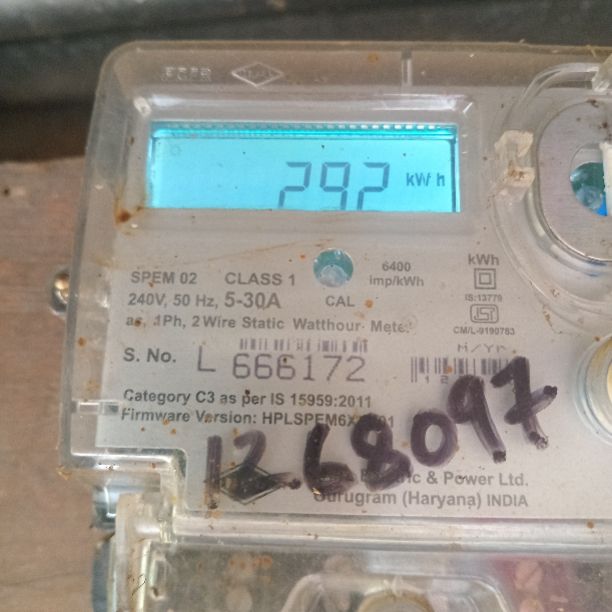 292 kWh
SPEM 02 CLASS 1 6400 imp/kWh kWh
240V, 50 Hz, 5-30A CAL IS:13779
CM/L-9190783
ac, 1Ph, 2 Wire Static Watthour Meter
S. No. L 666172 M/YR
Category C3 as per IS 15959:2011
Firmware Version:
1268097
& Power Ltd.
Gurugram (Haryana) INDIA